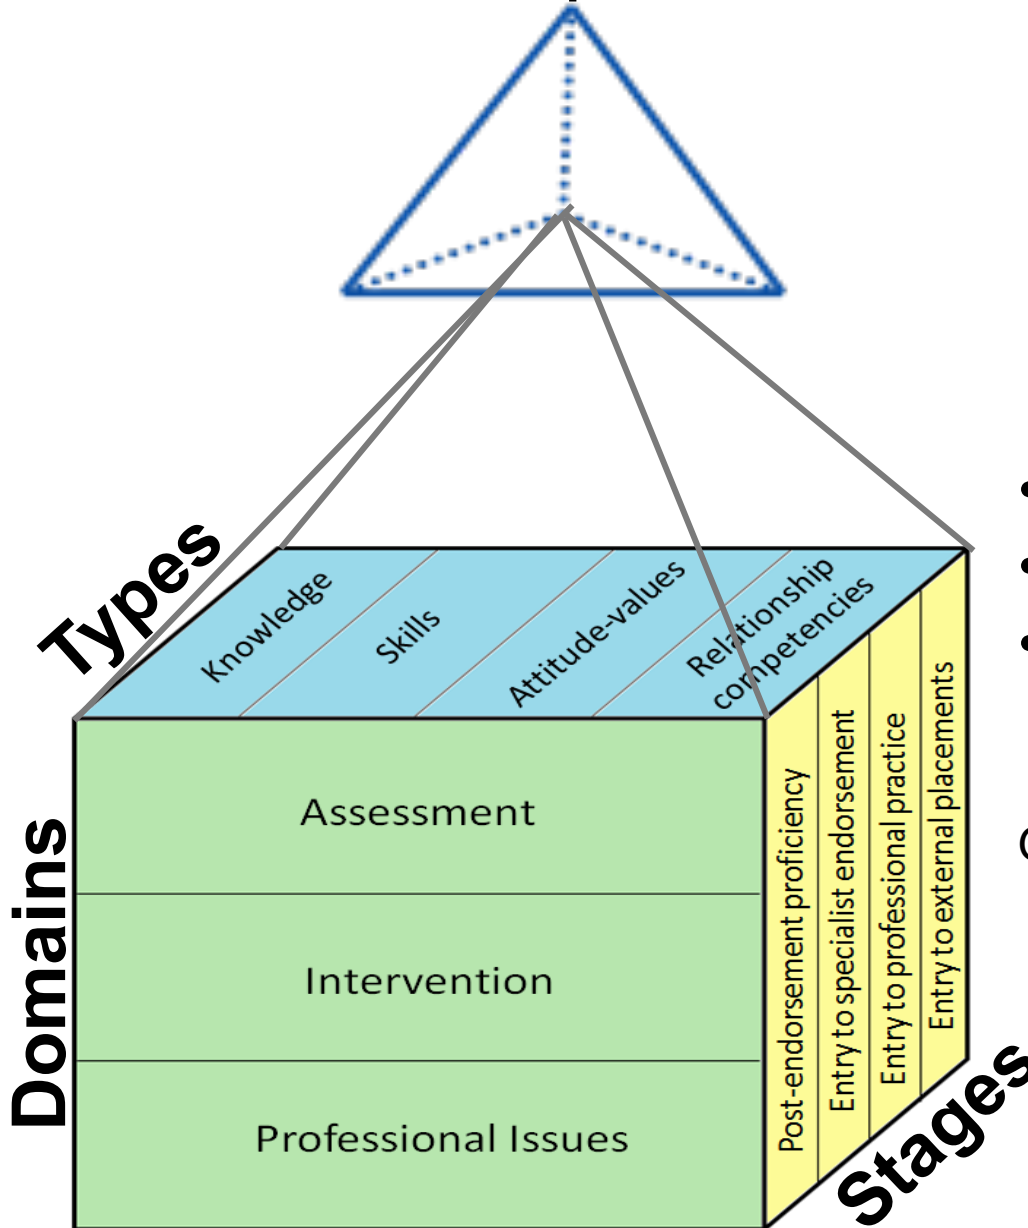 Types
Knowledge
Skills
Attitude-values
Relationship
competencies
Domains
Assessment
Intervention
Professional Issues
Post-endorsement proficiency
Entry to specialist endorsement
Entry to professional practice
Entry to external placements
Stages